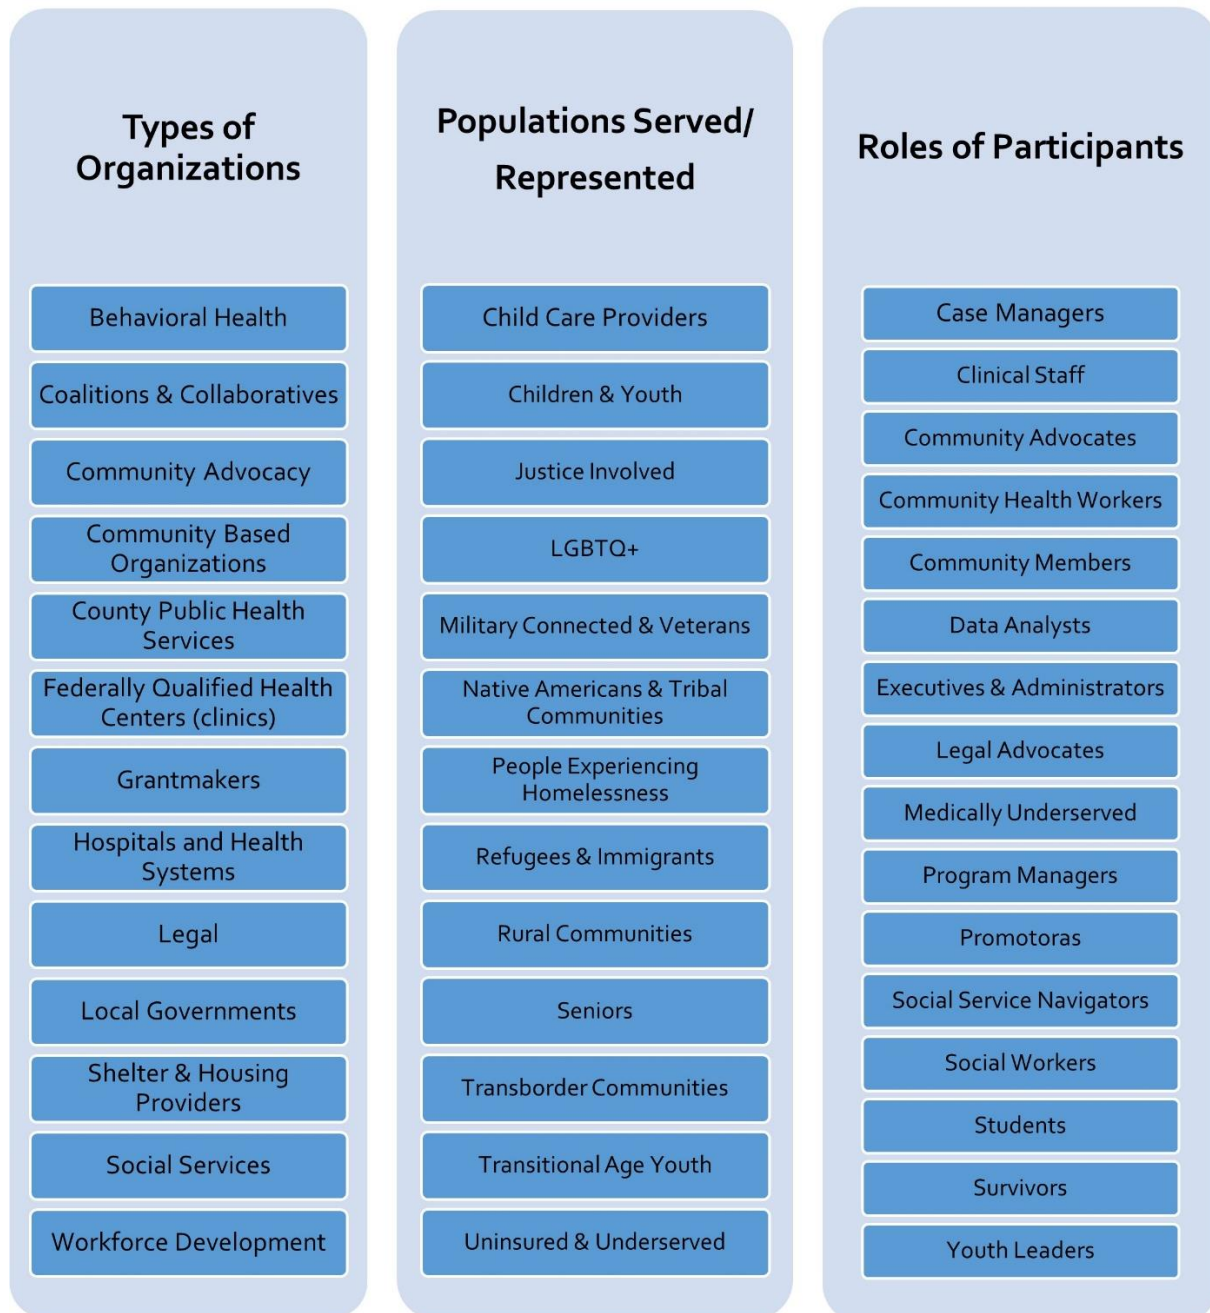 Types of
Organizations
Behavioral Health
Coalitions & Collaboratives
Community Advocacy
Community Based
Organizations
County Public Health
Services
Federally Qualified Health
Centers (clinics)
Grantmakers
Hospitals and Health
Systems
Legal
Local Governments
Shelter & Housing
Providers
Social Services
Workforce Development
Populations Served/
Represented
Child Care Providers
Children & Youth
Justice Involved
LGBTQ+
Military Connected & Veterans
Native Americans & Tribal
Communities
People Experiencing
Homelessness
Refugees & Immigrants
Rural Communities
Seniors
Transborder Communities
Transitional Age Youth
Uninsured & Underserved
Roles of Participants
Case Managers
Clinical Staff
Community Advocates
Community Health Workers
Community Members
Data Analysts
Executives & Administrators
Legal Advocates
Medically Underserved
Program Managers
Promotoras
Social Service Navigators
Social Workers
Students
Survivors
Youth Leaders